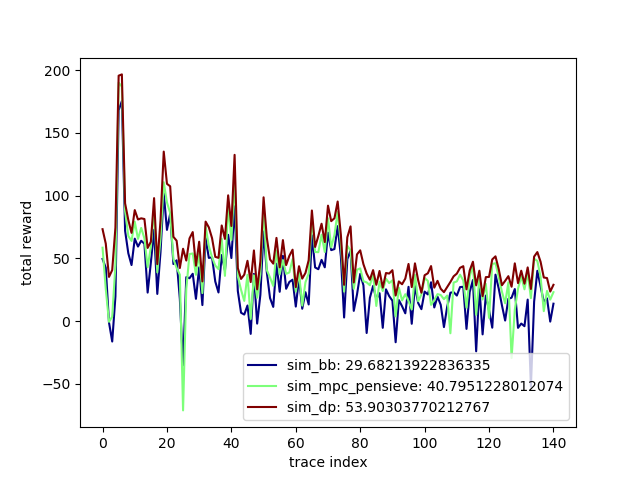 200
150
100
50
0
−50
total reward
sim_bb: 29.68213922836335
sim_mpc_pensieve: 40.7951228012074
sim_dp: 53.90303770212767
0 20 40 60 80 100 120 140
trace index